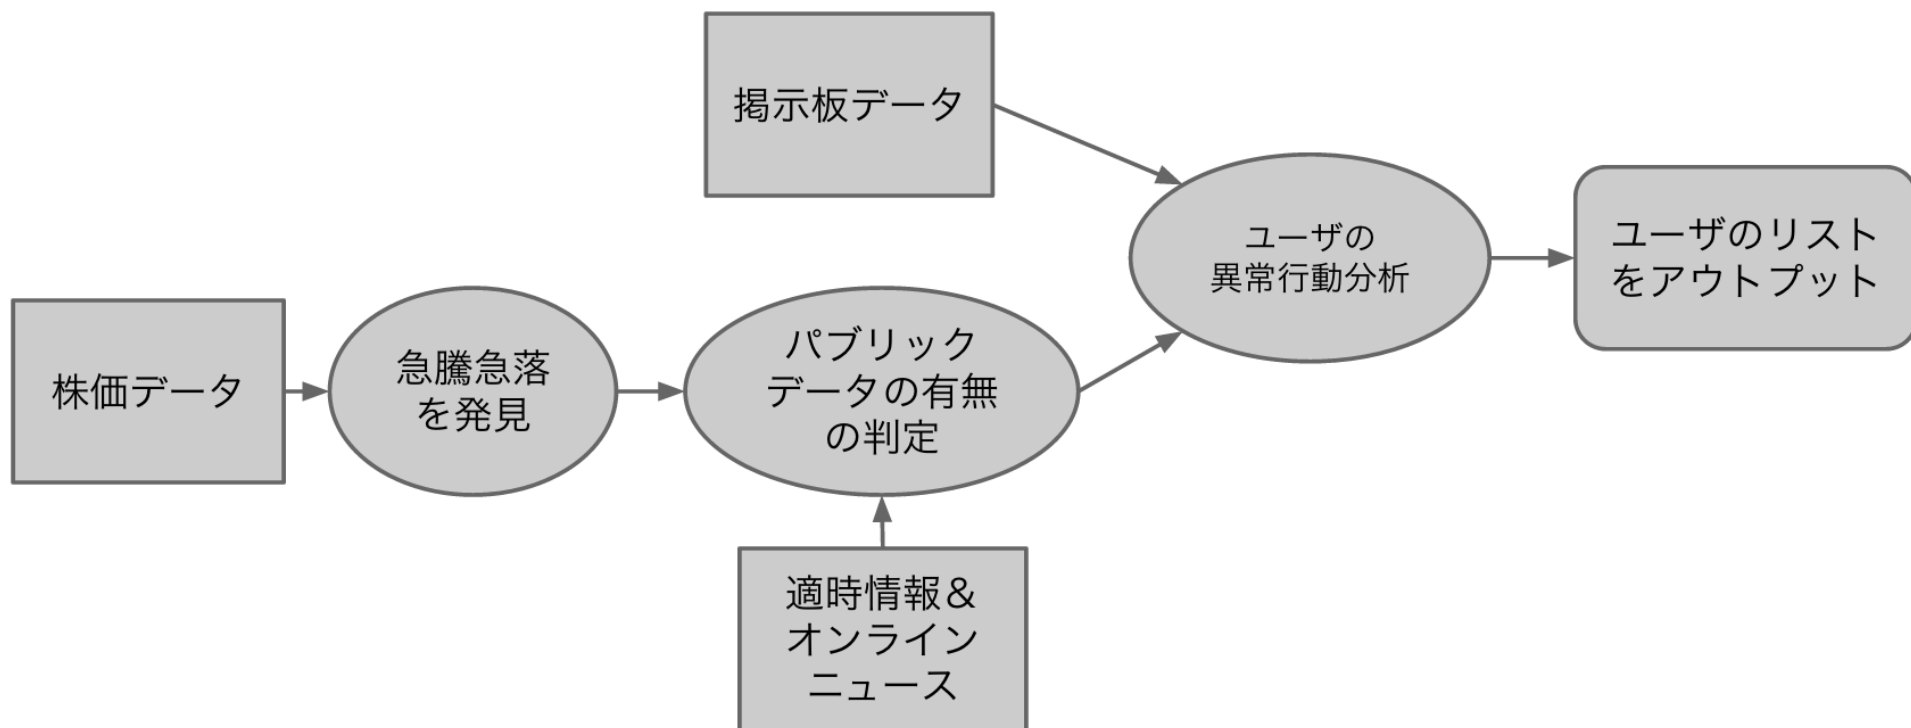 掲示板データ
株価データ
急騰急落
を発見
パブリック
データの有無
の判定
適時情報＆
オンライン
ニュース
ユーザの
異常行動分析
ユーザのリスト
をアウトプット